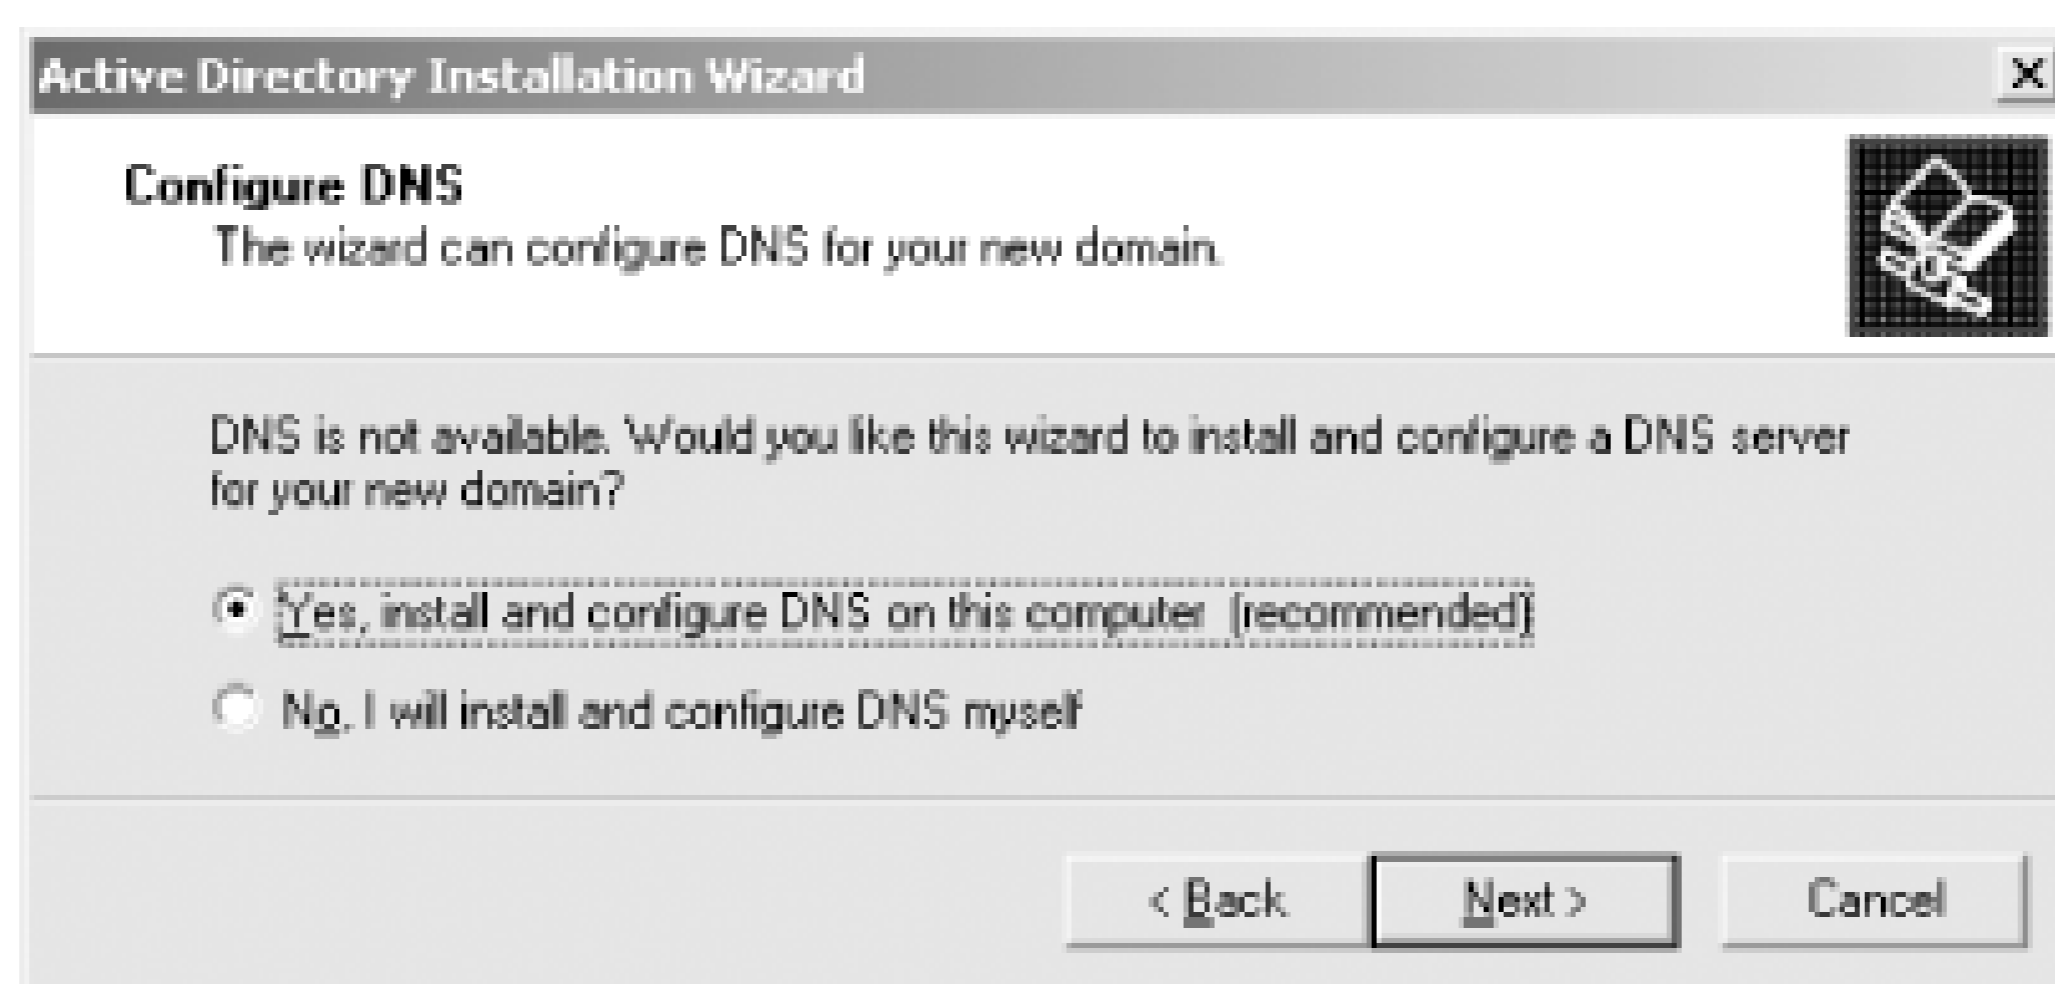 Active Directory Installation Wizard
Configure DNS
The wizard can configure DNS for your new domain.
DNS is not available. Would you like this wizard to install and configure a DNS server
for your new domain?
Yes, install and configure DNS on this computer (recommended)
No, I will install and configure DNS myself
< Back
Next >
Cancel